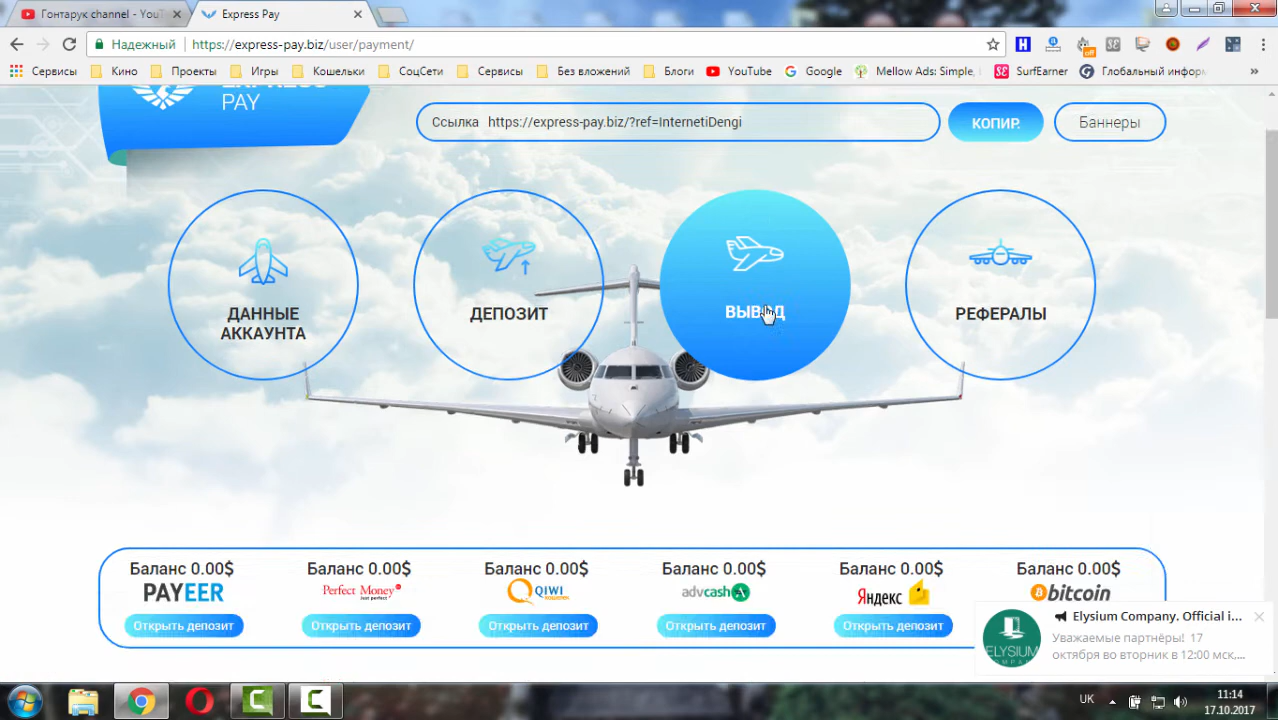 Гонтарук channel - YouT
Express Pay
Надежный
https://express-pay.biz/user/payment/
Сервисы
Кино
Проекты
Игры
Кошельки
СоцСети
Сервисы
Без вложений
Блоги
YouTube
Google
Mellow Ads: Simple,
SurfEarner
Глобальный инфор
EXPRESS
PAY
Ссылка https://express-pay.biz/?ref=InternetiDengi
КОПИР.
Баннеры
ДАННЫЕ
АККАУНТА
ДЕПОЗИТ
ВЫВОД
РЕФЕРАЛЫ
Баланс 0.00$
Баланс 0.00$
Баланс 0.00$
Баланс 0.00$
Баланс 0.00$
Баланс 0.00$
PAYEER
Perfect Money
Just perfect
QIWI
КОШЕЛЕК
advcash
Яндекс
bitcoin
Открыть депозит
Открыть депозит
Открыть депозит
Открыть депозит
Открыть депозит
Elysium Company. Official i...
Уважаемые партнёры! 17
октября во вторник в 12:00 мск,...
ELYSIUM
UK
11:14
17.10.2017